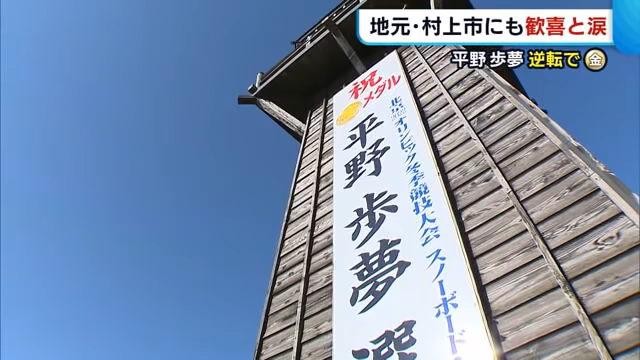 地元・村上市にも歓喜と涙
平野 歩夢 逆転で金
祝
メダル
北京オリンピック冬季競技大会 スノーボード
平野 歩夢 選